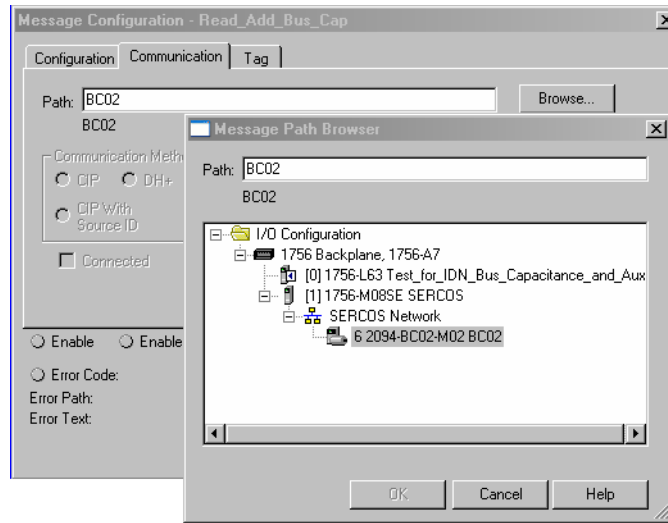 Message Configuration - Read_Add_Bus_Cap
Configuration Communication Tag
Path: BC02 Browse...
BC02
Communication Meth
CIP DH+
CIP With
Source ID
Connected
Enable Enable
Error Code:
Error Path:
Error Text:
Message Path Browser
Path: BC02
BC02
I/O Configuration
1756 Backplane, 1756-A7
[0] 1756-L63 Test_for_IDN_Bus_Capacitance_and_Aux
[1] 1756-M08SE SERCOS
SERCOS Network
6 2094-BC02-M02 BC02
OK Cancel Help